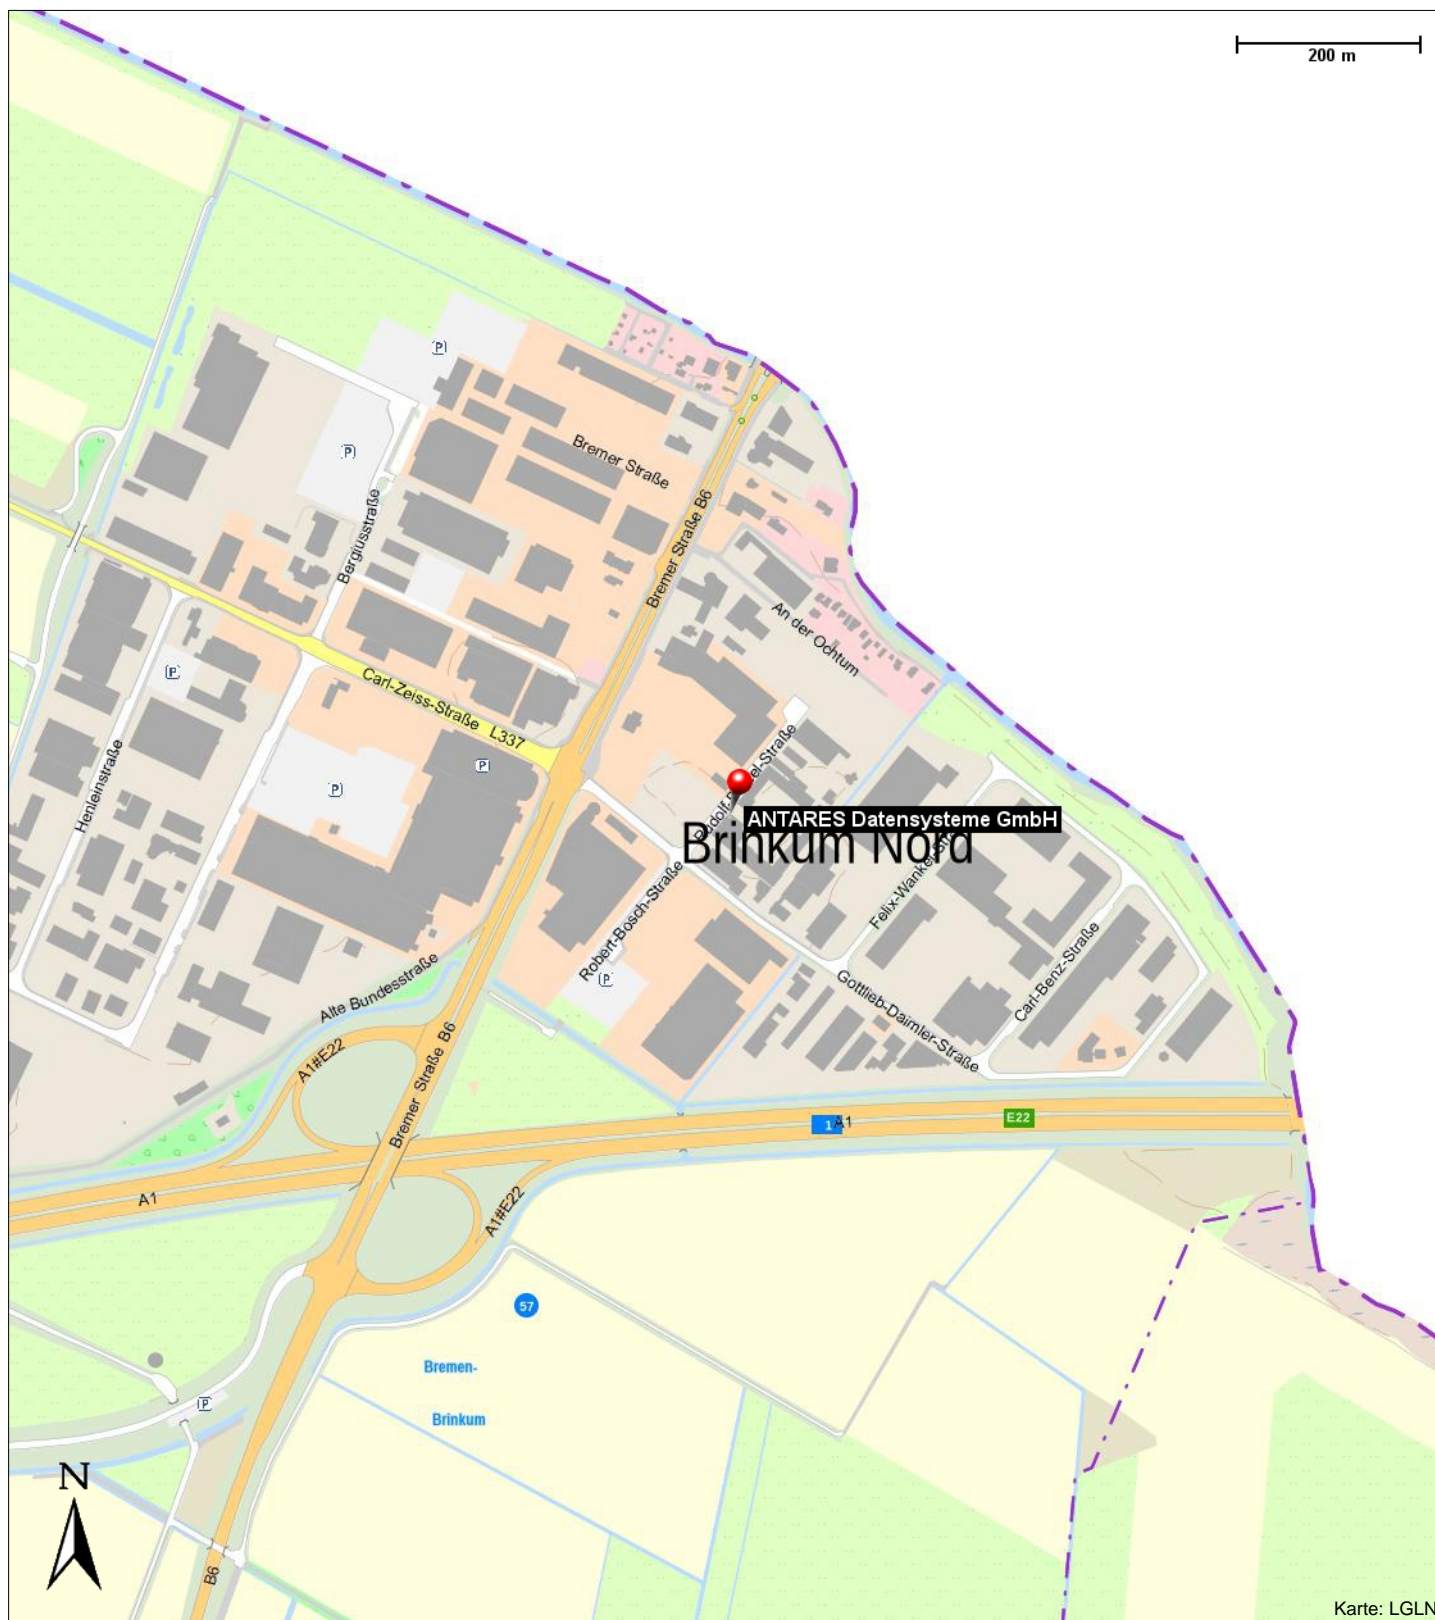 200 m
P
Bremer Straße
P
Bremer Straße B6
Bergiusstraße
An der Ochtum
P
Carl-Zeiss-Straße L337
P
P
Henleinstraße
ANTARES Datensysteme GmbH
Brinkum Nord
Robert-Bosch-Straße
Carl-Benz-Straße
P
Alte Bundesstraße
Gottlieb-Daimler-Straße
A1#E22
Bremer Straße B6
1
A1
E22
A1
A1#E22
57
Bremen-
Brinkum
P
N
B6
Karte: LGLN